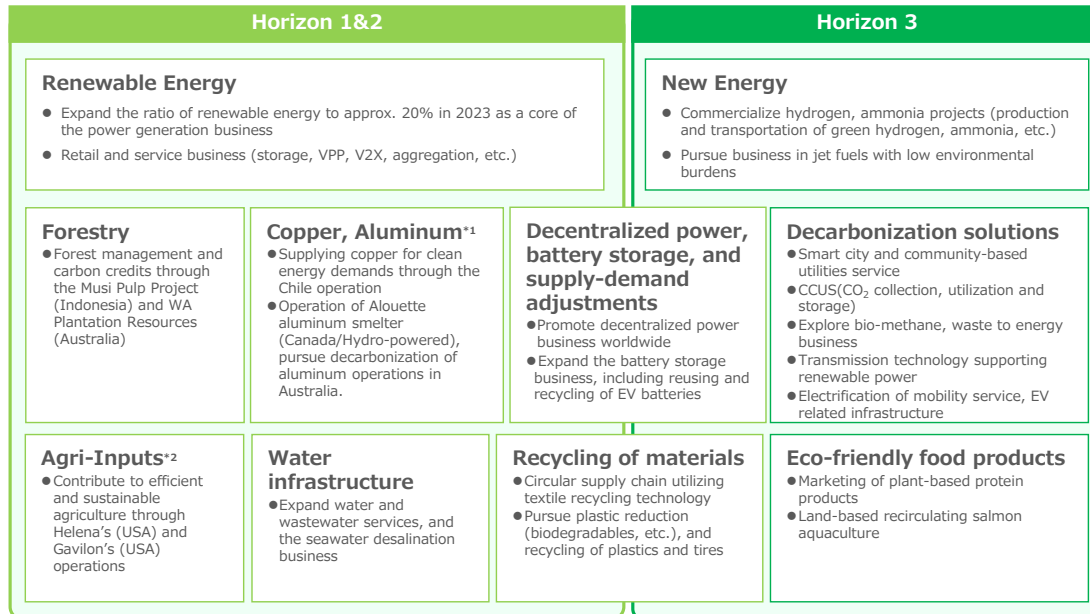 Horizon 1&2
Horizon 3
Renewable Energy
● Expand the ratio of renewable energy to approx. 20% in 2023 as a core of
the power generation business
● Retail and service business (storage, VPP, V2X, aggregation, etc.)
New Energy
● Commercialize hydrogen, ammonia projects (production
and transportation of green hydrogen, ammonia, etc.)
● Pursue business in jet fuels with low environmental
burdens
Forestry
●Forest management and
carbon credits through
the Musi Pulp Project
(Indonesia) and WA
Plantation Resources
(Australia)
Copper, Aluminum*1
●Supplying copper for clean
energy demands through the
Chile operation
●Operation of Alouette
aluminum smelter
(Canada/Hydro-powered),
pursue decarbonization of
aluminum operations in
Australia.
Decentralized power,
battery storage, and
supply-demand
adjustments
●Promote decentralized power
business worldwide
●Expand the battery storage
business, including reusing and
recycling of EV batteries
Decarbonization solutions
●Smart city and community-based
utilities service
●CCUS(CO2 collection, utilization and
storage)
●Explore bio-methane, waste to energy
business
●Transmission technology supporting
renewable power
●Electrification of mobility service, EV
related infrastructure
Agri-Inputs*2
●Contribute to efficient
and sustainable
agriculture through
Helena's (USA) and
Gavilon's (USA)
operations
Water
infrastructure
●Expand water and
wastewater services, and
the seawater desalination
business
Recycling of materials
●Circular supply chain utilizing
textile recycling technology
●Pursue plastic reduction
(biodegradables, etc.), and
recycling of plastics and tires
Eco-friendly food products
●Marketing of plant-based protein
products
●Land-based recirculating salmon
aquaculture